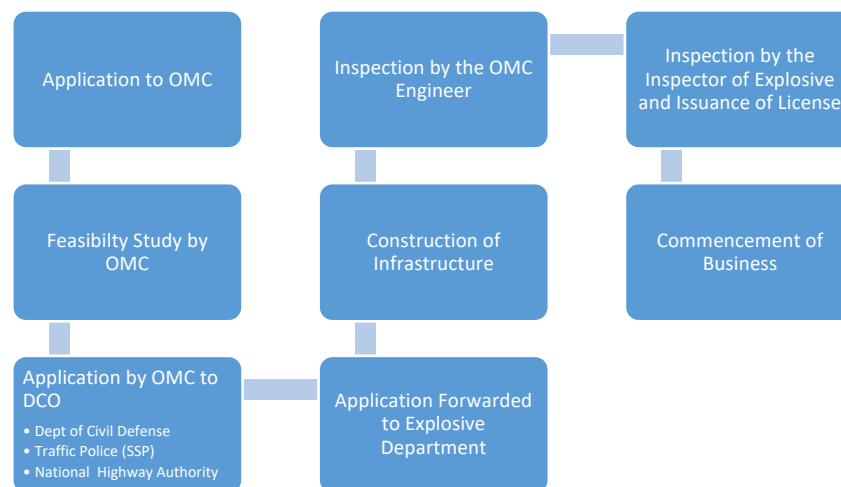 Application to OMC
Feasibilty Study by
OMC
Application by OMC to
DCO
• Dept of Civil Defense
• Traffic Police (SSP)
• National Highway Authority
Application Forwarded
to Explosive
Department
Construction of
Infrastructure
Inspection by the OMC
Engineer
Inspection by the
Inspector of Explosive
and Issuance of License
Commencement of
Business